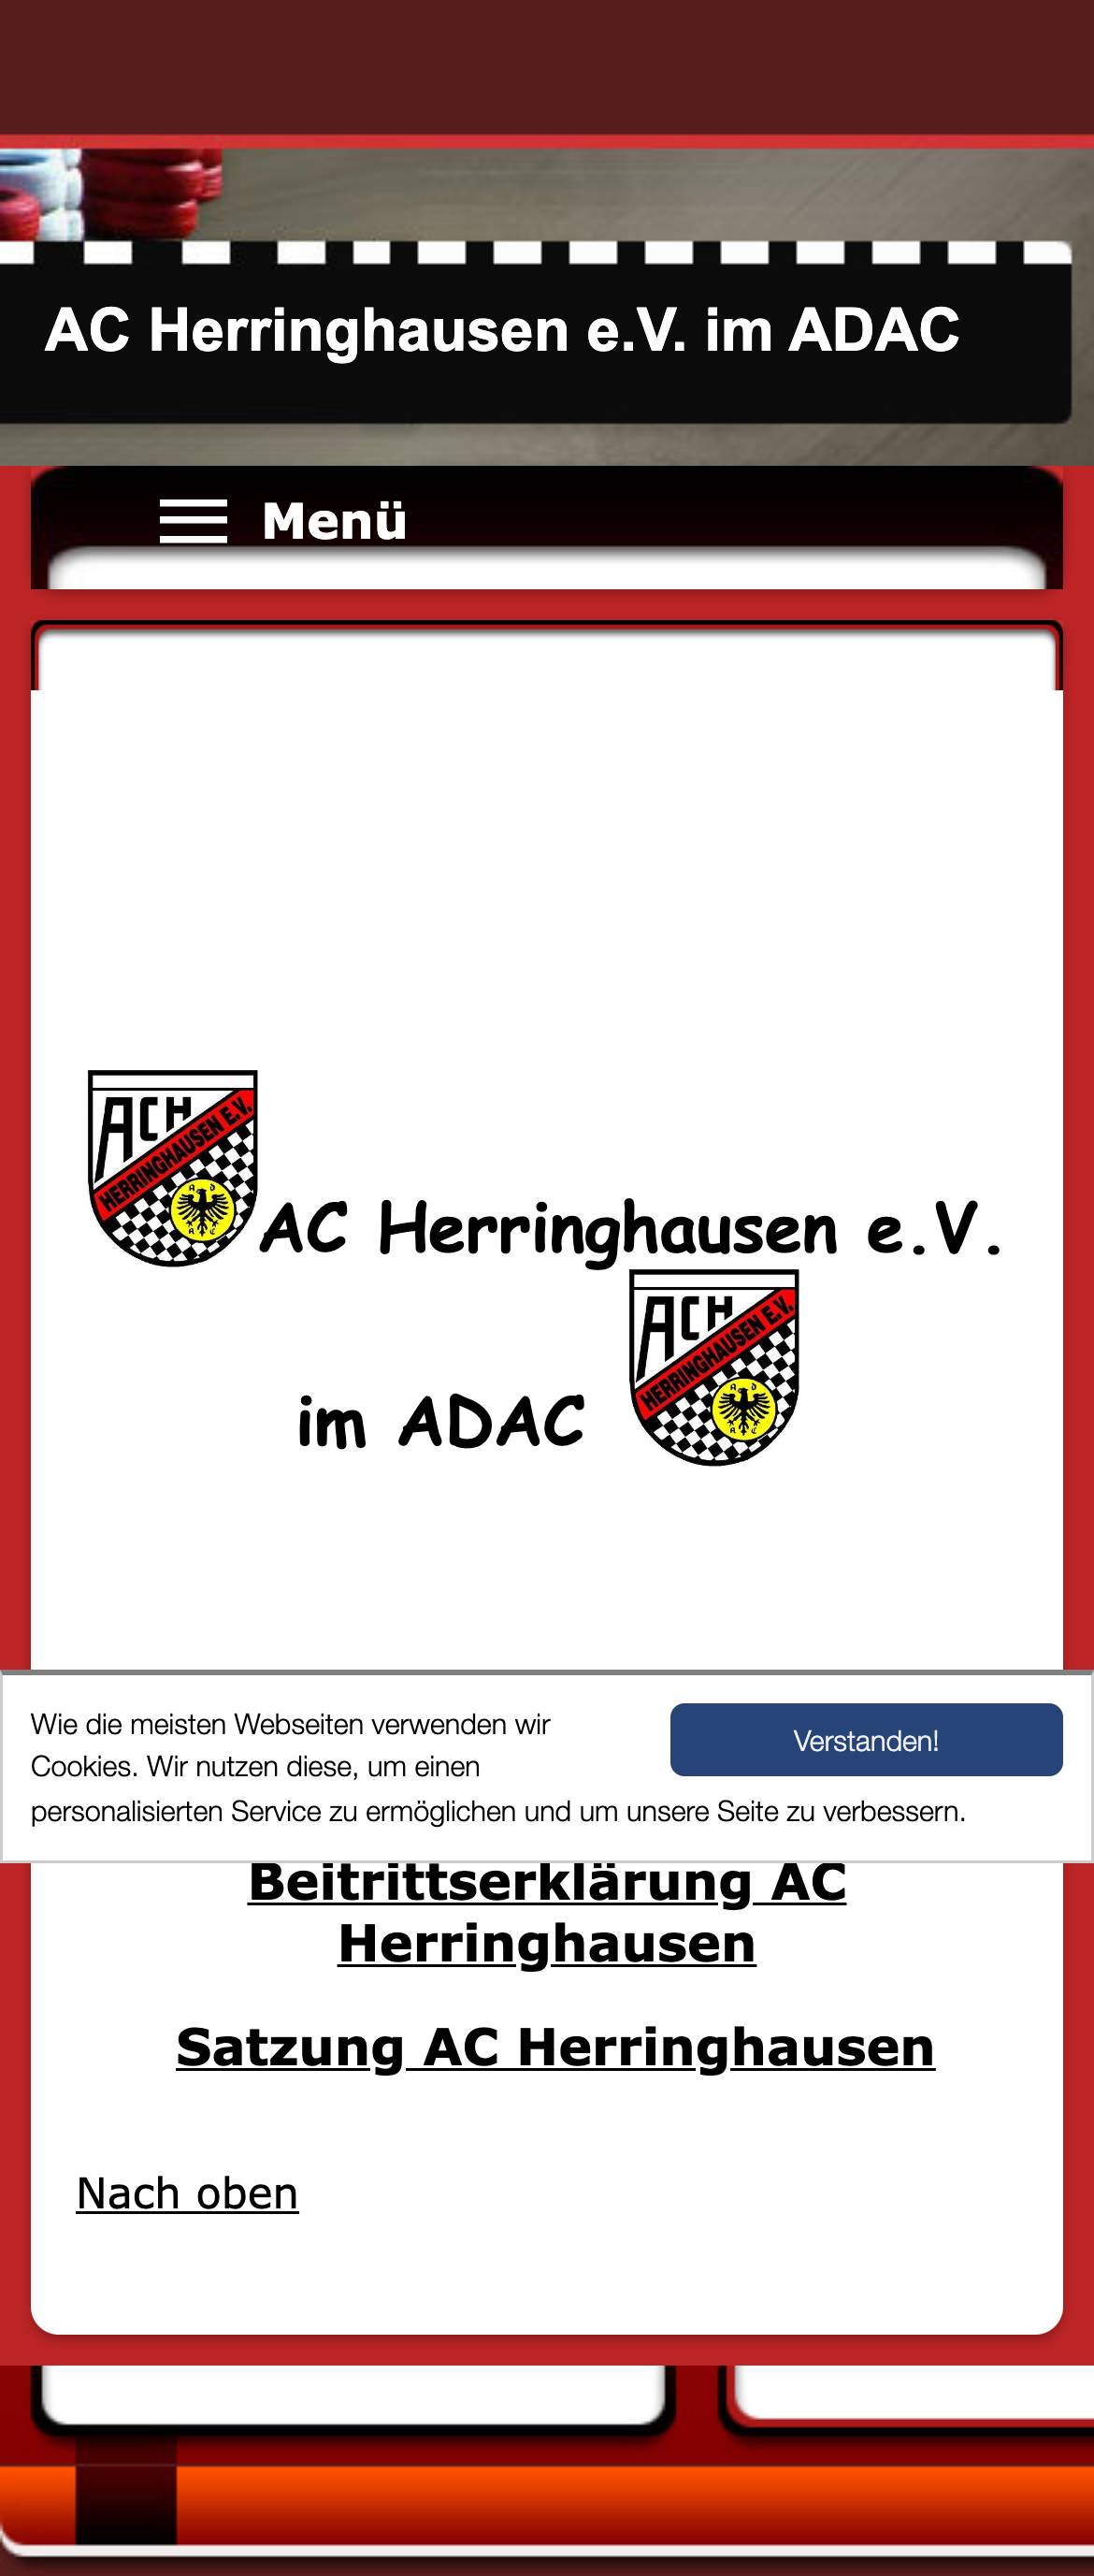 AC Herringhausen e.V. im ADAC
Menü
ACH
HERRINGHAUSEN E.V.
AC Herringhausen e.V.
im ADAC
ACH
HERRINGHAUSEN E.V.
Wie die meisten Webseiten verwenden wir
Cookies. Wir nutzen diese, um einen
personalisierten Service zu ermöglichen und um unsere Seite zu verbessern.
Verstanden!
Beitrittserklärung AC
Herringhausen
Satzung AC Herringhausen
Nach oben